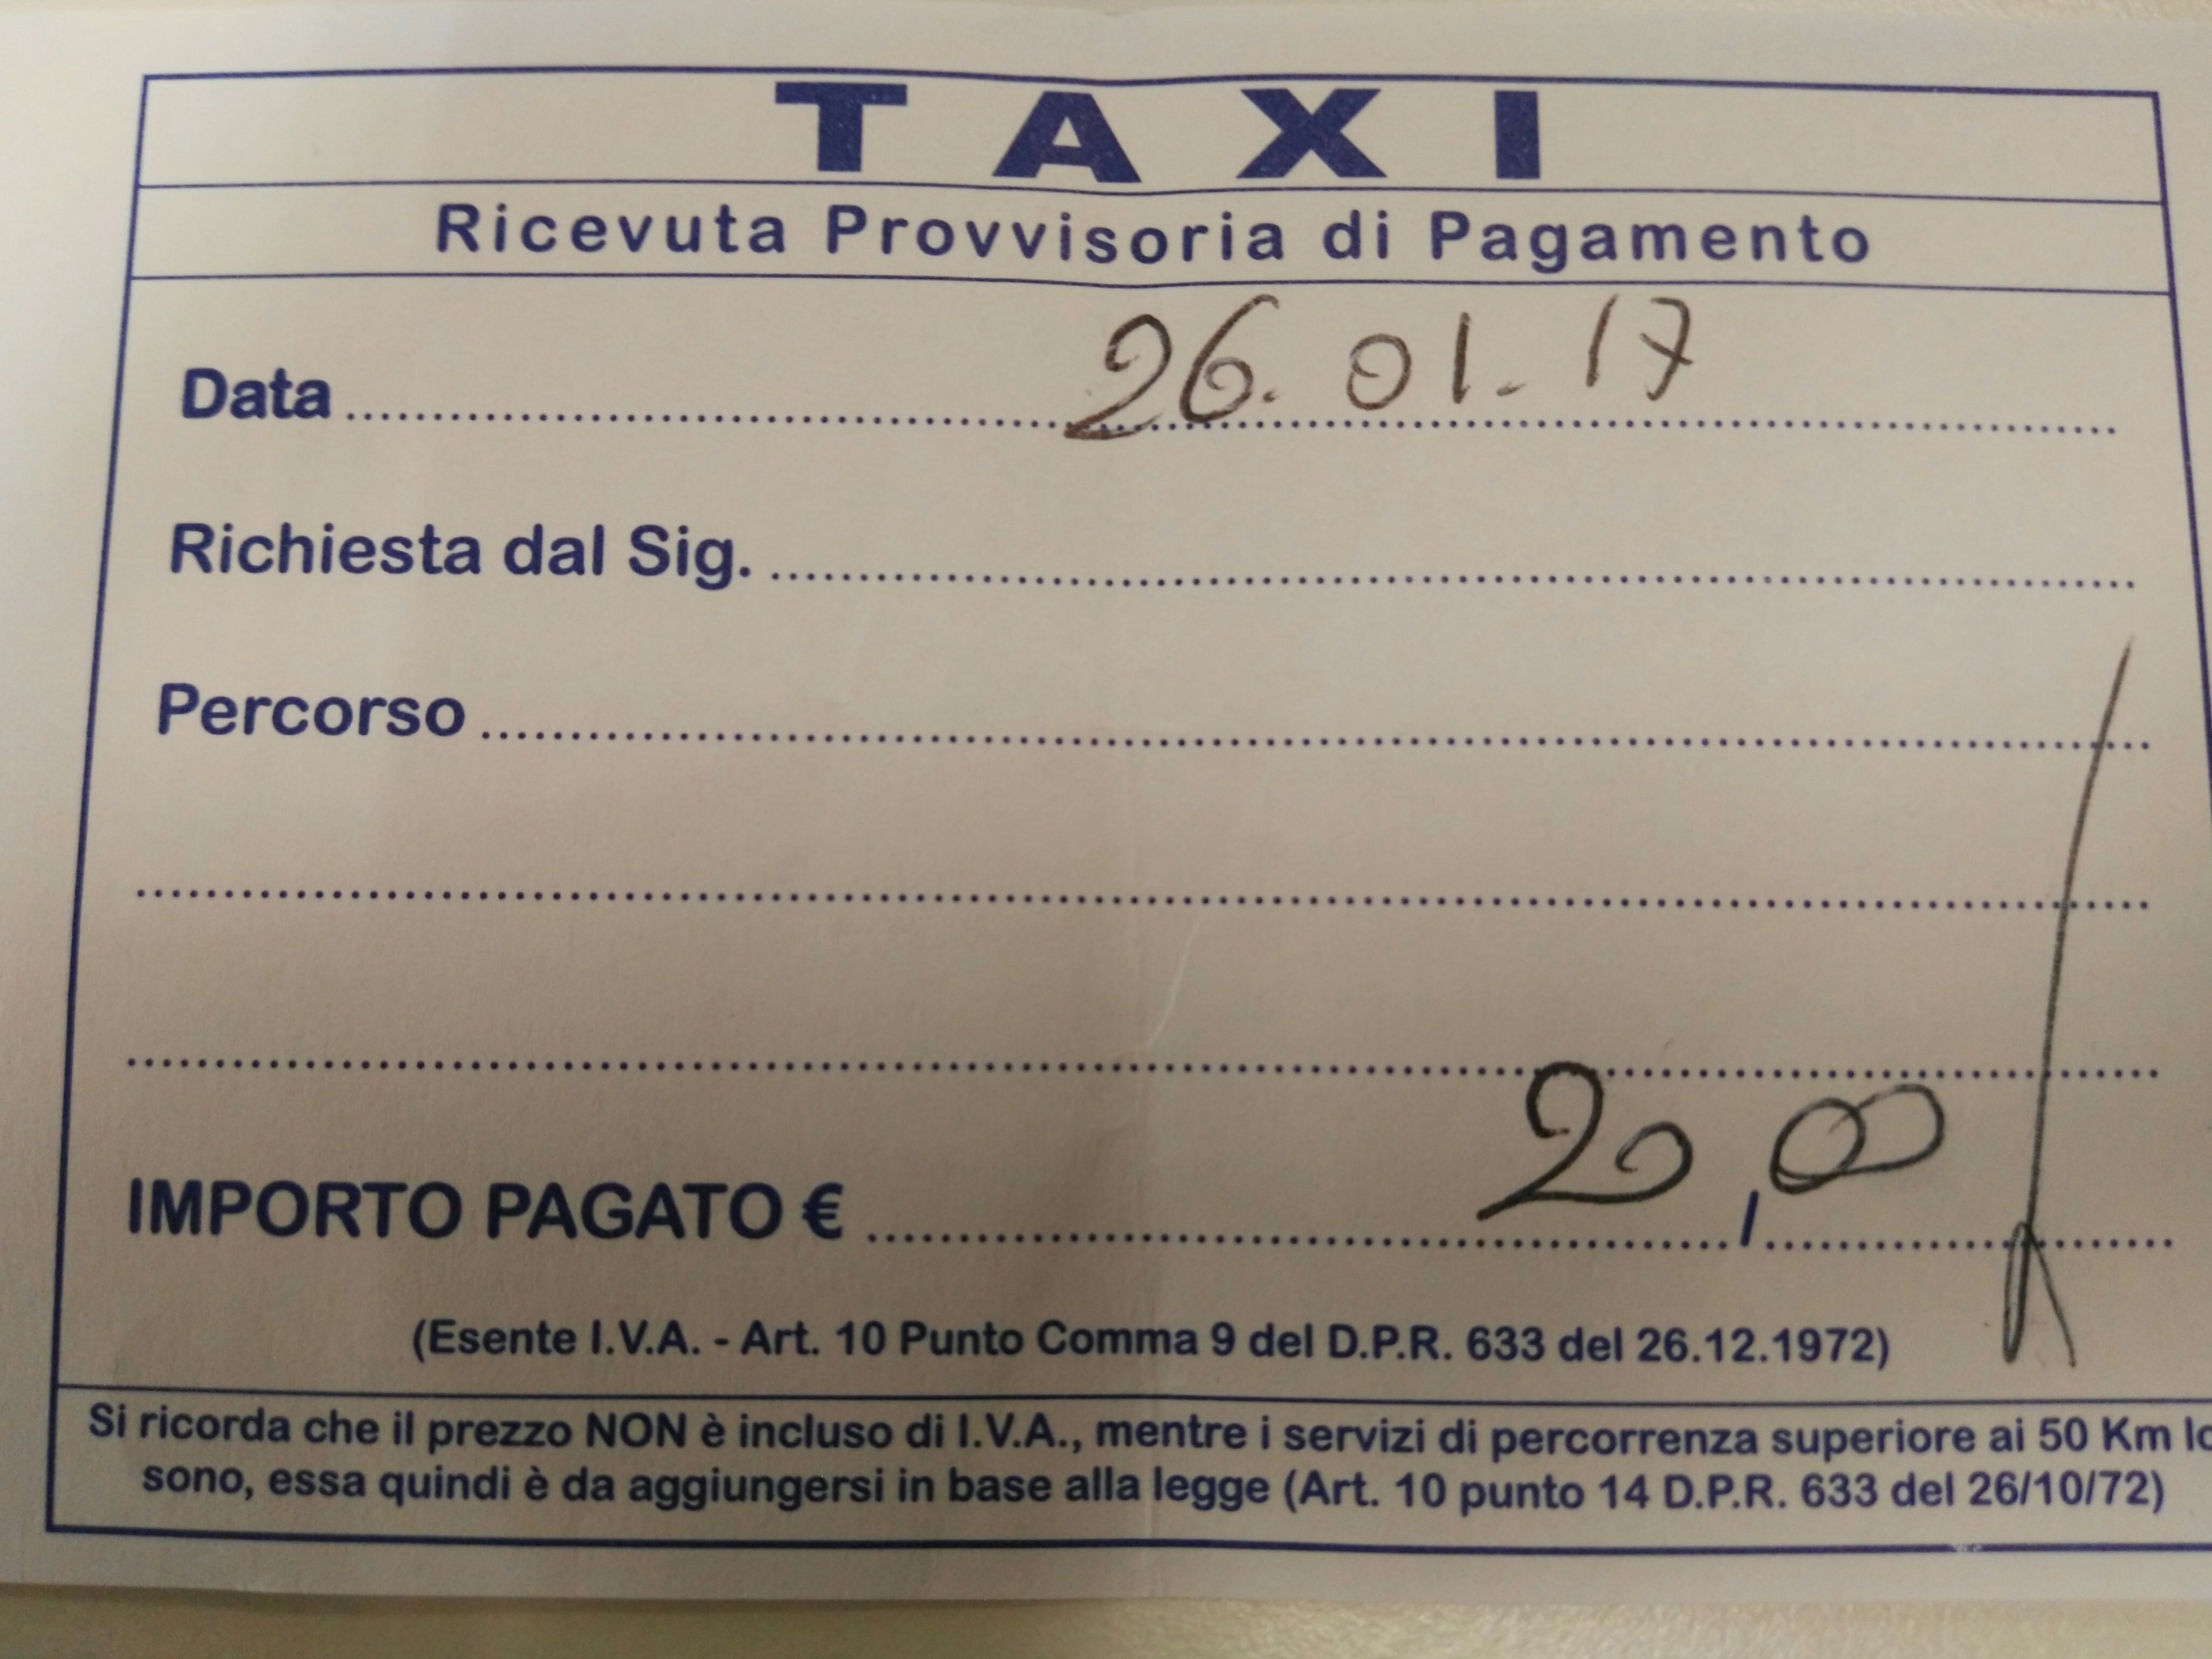 TAXI
Ricevuta Provvisoria di Pagamento
Data 26.01.17
Richiesta dal Sig.
Percorso
IMPORTO PAGATO € 20,00
(Esente I.V.A. - Art. 10 Punto Comma 9 del D.P.R. 633 del 26.12.1972)
Si ricorda che il prezzo NON è incluso di I.V.A., mentre i servizi di percorrenza superiore ai 50 Km lo
sono, essa quindi è da aggiungersi in base alla legge (Art. 10 punto 14 D.P.R. 633 del 26/10/72)